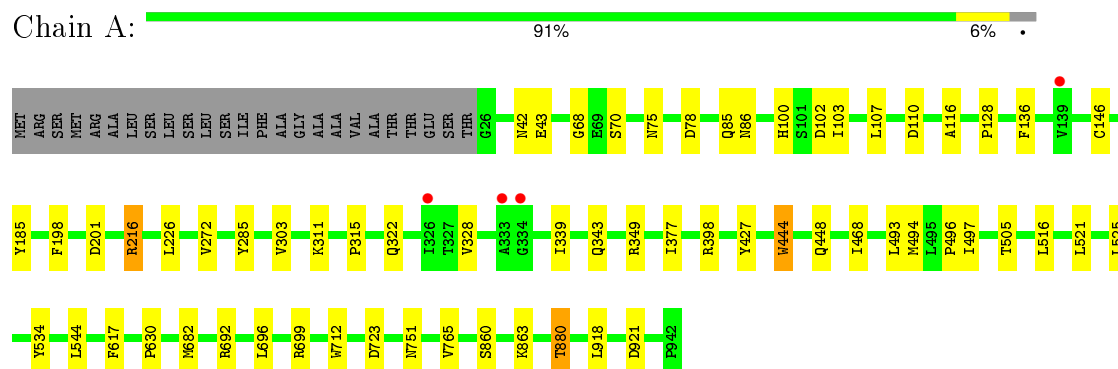 Chain A:
91% 6% •
MET ARG SER MET ARG ALA LEU SER LEU SER LEU SER ILE PHE ALA GLY ALA ALA VAL ALA THR THR GLU SER THR G26 N42 E43 G68 E69 S70 N75 D78 Q85 N86 H100 S101 D102 I103 L107 D110 A116 P128 F136 V139 C146
Y185 F198 D201 R216 L226 V272 Y285 V303 K311 P315 Q322 I326 T327 V328 A333 G334 I339 Q343 R349 I377 R398 Y427 W444 Q448 I468 L493 M494 L495 P496 I497 T505 L516 L521 L525
Y534 L544 F617 P630 M682 R692 L696 R699 W712 D723 N751 V765 S860 K863 T880 L918 D921 P942